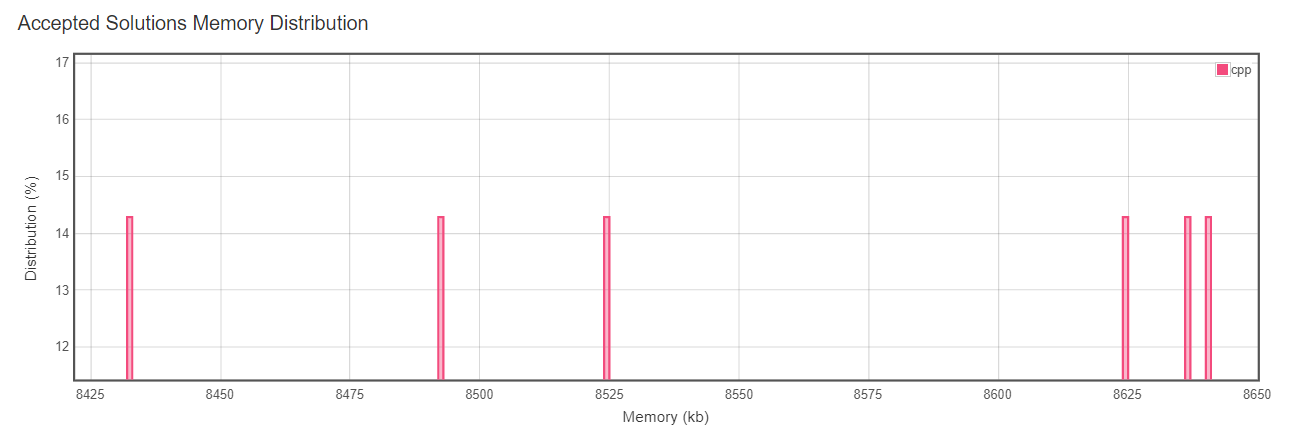 Accepted Solutions Memory Distribution
cpp
17
16
15
14
13
12
Distribution (%)
8425 8450 8475 8500 8525 8550 8575 8600 8625 8650
Memory (kb)